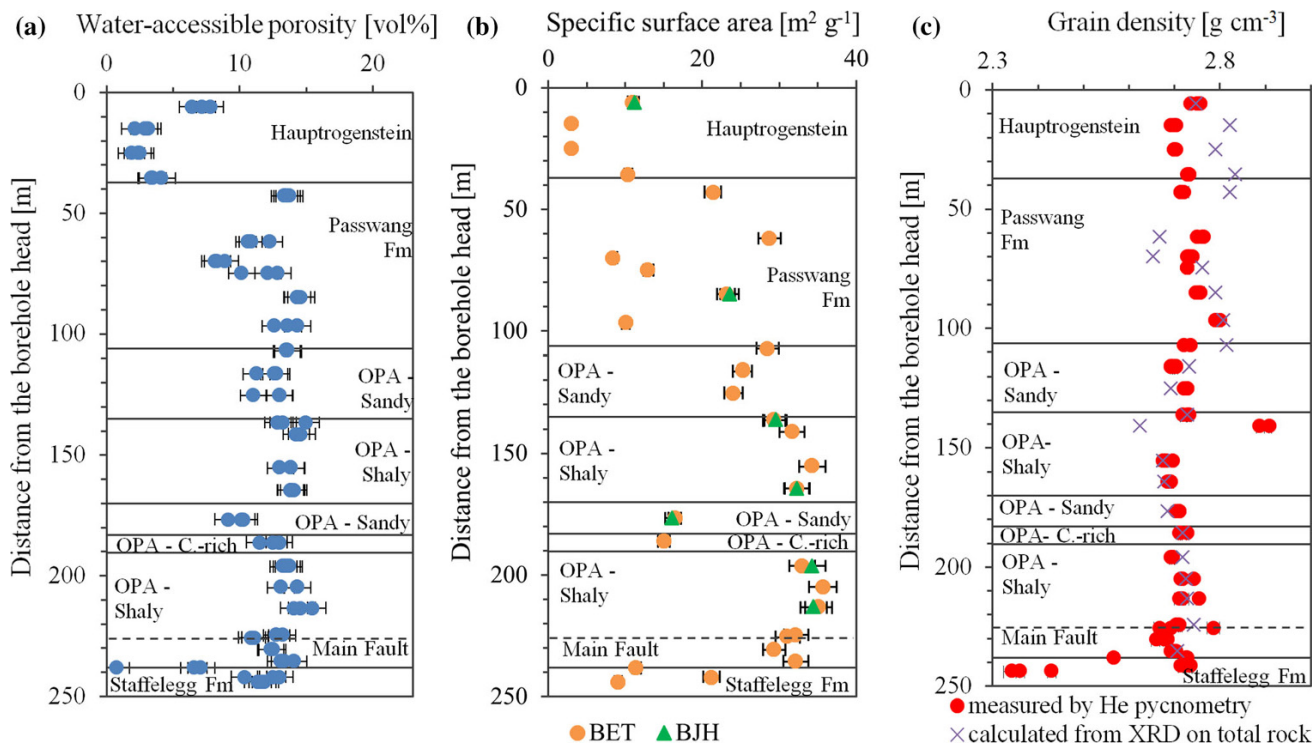 (a) Water-accessible porosity [vol%]
0 10 20
Distance from the borehole head [m]
0
50
100
150
200
250
Hauptrogenstein
Passwang
Fm
OPA -
Sandy
OPA -
Shaly
OPA - Sandy
OPA - C.-rich
OPA -
Shaly
Main Fault
Staffelegg Fm
(b) Specific surface area [m² g⁻¹]
0 20 40
Distance from the borehole head [m]
0
50
100
150
200
250
Hauptrogenstein
Passwang
Fm
OPA -
Sandy
OPA -
Shaly
OPA - Sandy
OPA - C.-rich
OPA -
Shaly
Main Fault
Staffelegg Fm
BET BJH
(c) Grain density [g cm⁻³]
2.3 2.8
Distance from the borehole head [m]
0
50
100
150
200
250
Hauptrogenstein
Passwang
Fm
OPA -
Sandy
OPA-
Shaly
OPA - Sandy
OPA- C.-rich
OPA -
Shaly
Main Fault
Staffelegg Fm
measured by He pycnometry
calculated from XRD on total rock